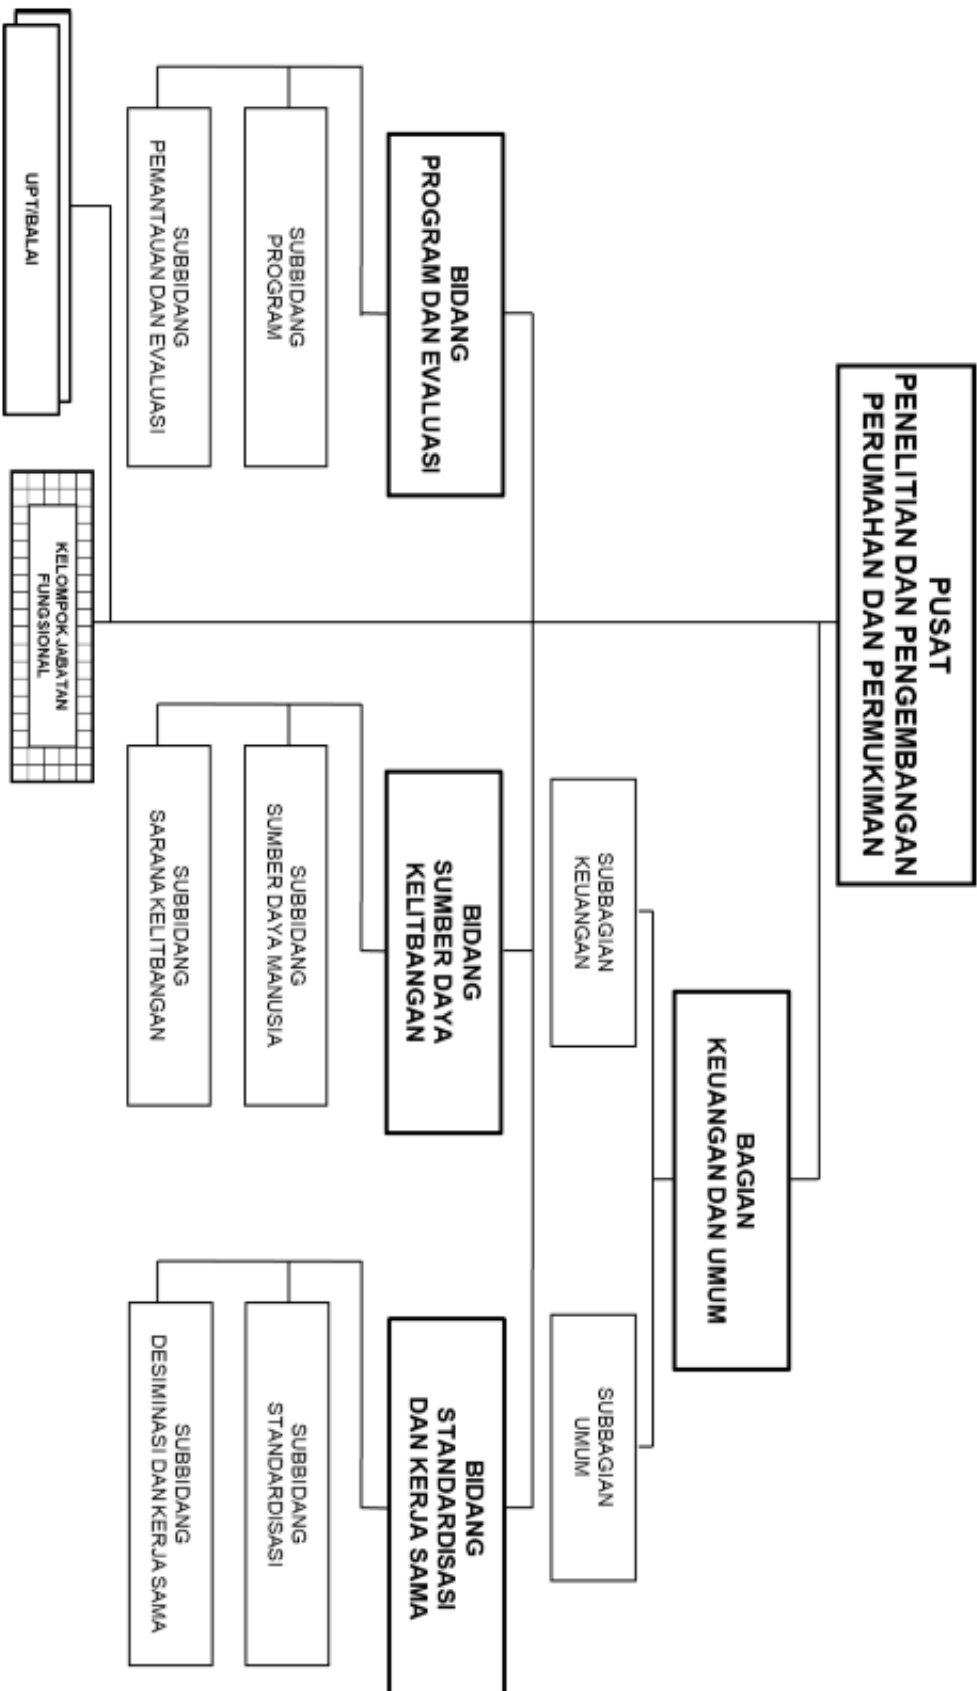 PUSAT
PENELITIAN DAN PENGEMBANGAN
PERUMAHAN DAN PERMUKIMAN
BAGIAN
KEUANGAN DAN UMUM
SUBBAGIAN
KEUANGAN
SUBBAGIAN
UMUM
BIDANG
PROGRAM DAN EVALUASI
BIDANG
SUMBER DAYA
KELITBANGAN
BIDANG
STANDARDISASI
DAN KERJA SAMA
SUBBIDANG
PROGRAM
SUBBIDANG
SUMBER DAYA MANUSIA
SUBBIDANG
STANDARDISASI
SUBBIDANG
PEMANTAUAN DAN EVALUASI
SUBBIDANG
SARANA KELITBANGAN
SUBBIDANG
DESIMINASI DAN KERJA SAMA
UPT/BALAI
KELOMPOK JABATAN
FUNGSIONAL